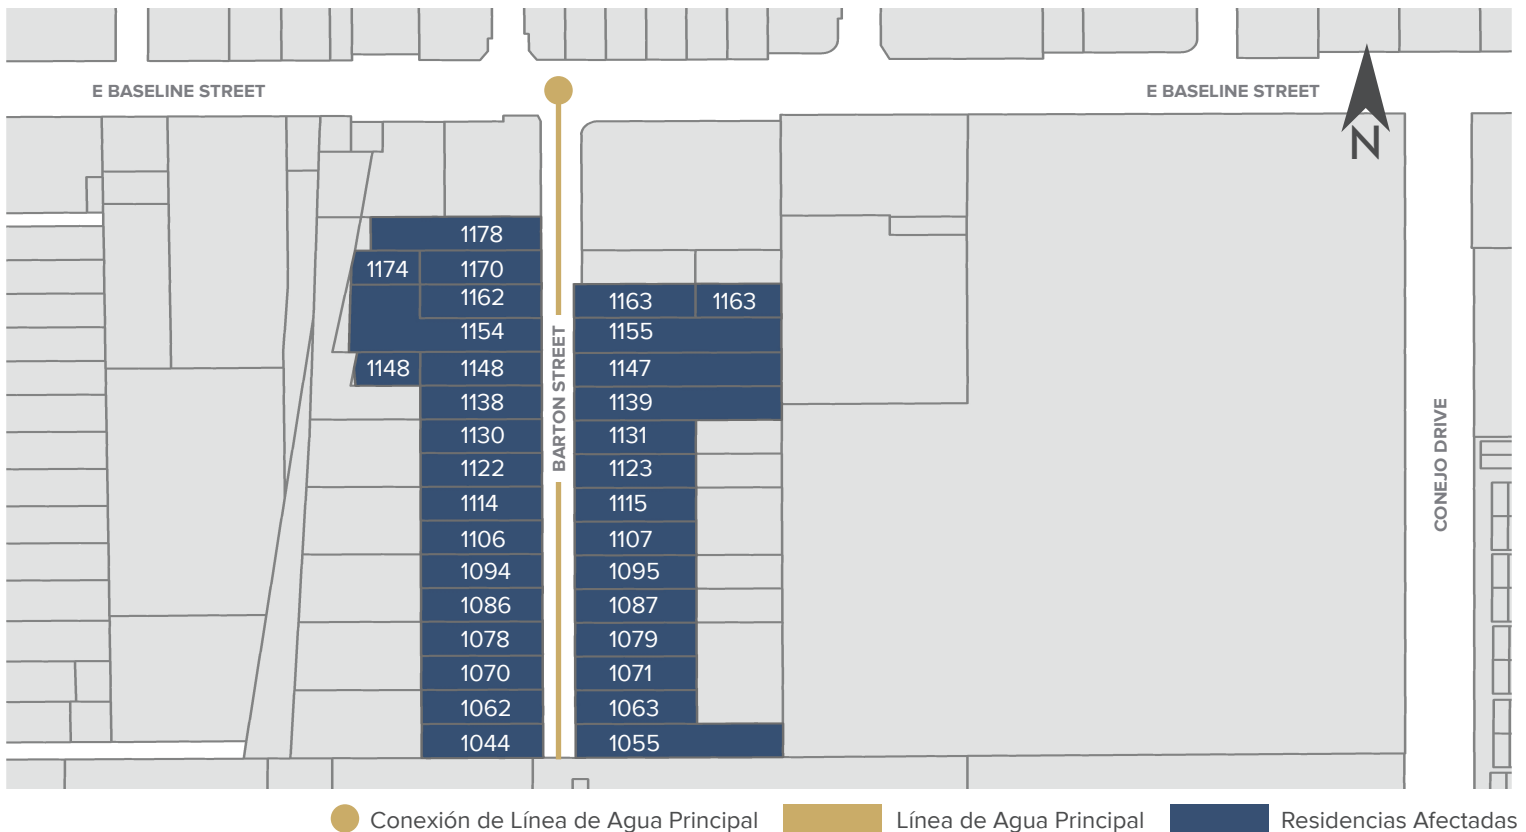 E BASELINE STREET
E BASELINE STREET
N
1178
1174 1170
1162
1163 1163
1154 1155
1148 1148 1147
1138 1139
1130 1131
1122 1123
1114 1115
1106 1107
1094 1095
1086 1087
1078 1079
1070 1071
1062 1063
1044 1055
BARTON STREET
CONEJO DRIVE
Conexión de Línea de Agua Principal
Línea de Agua Principal
Residencias Afectadas